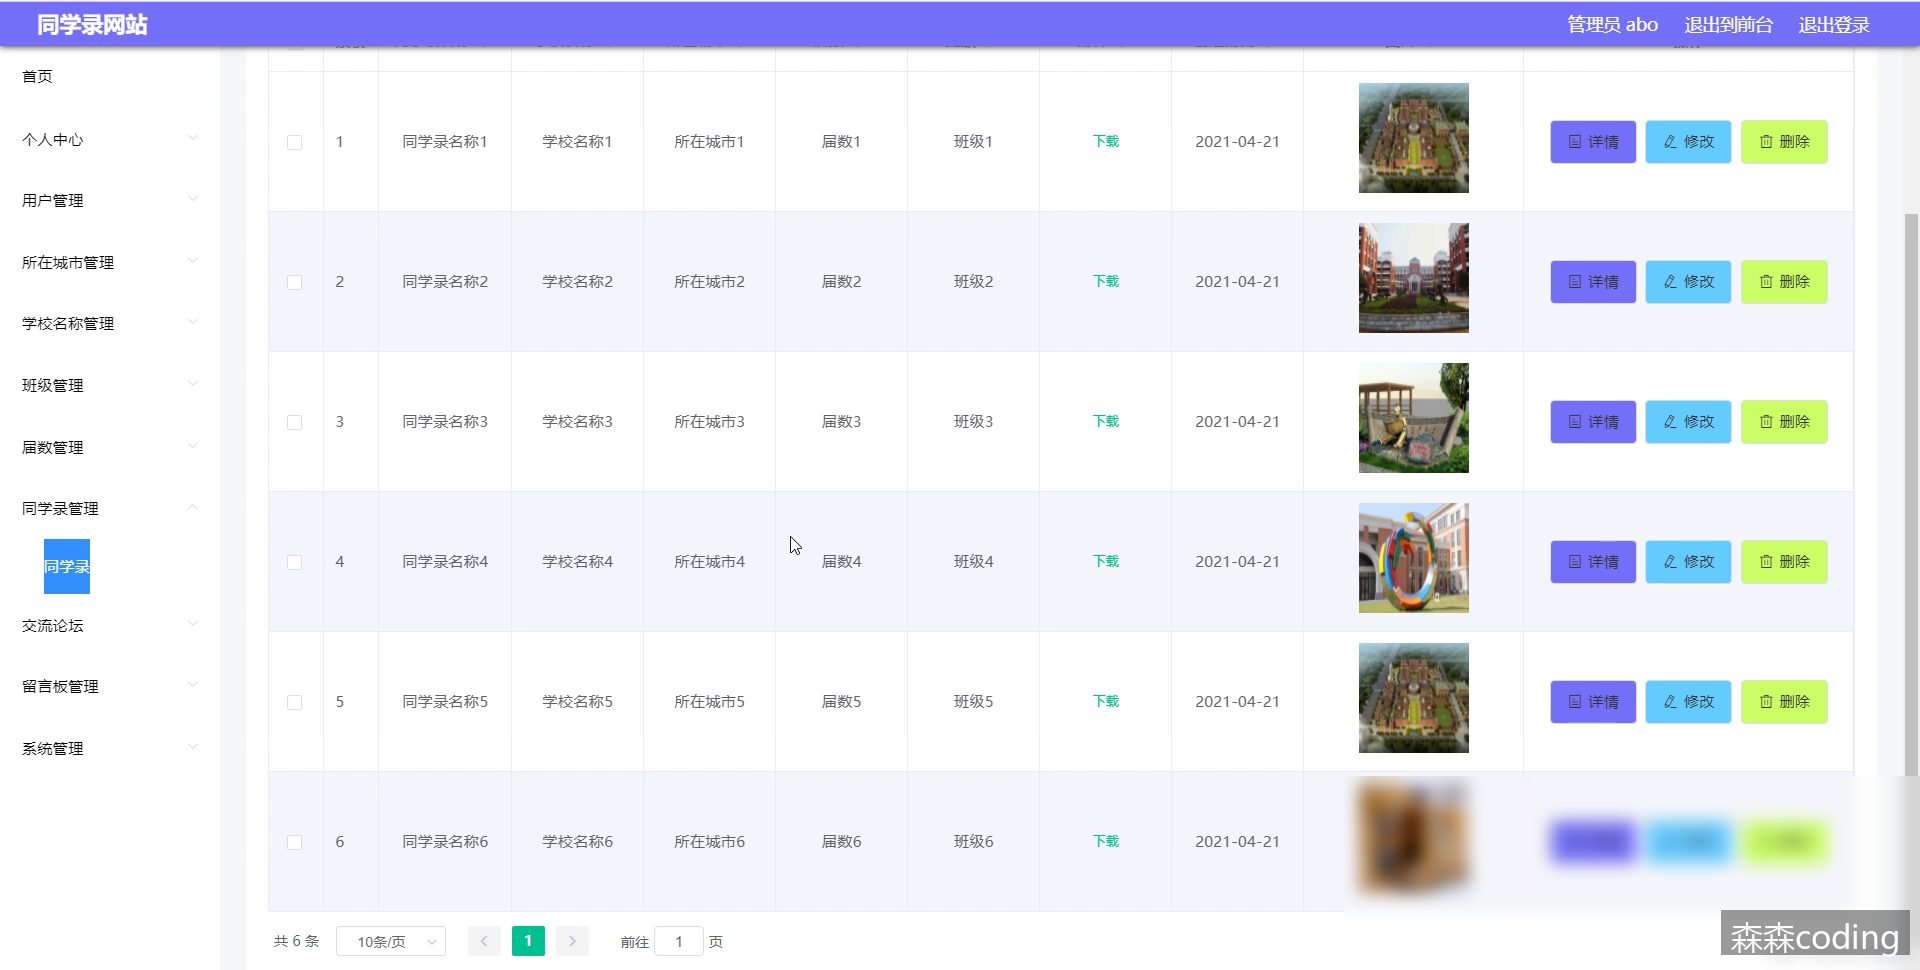 同学录网站
管理员 abo 退出到前台 退出登录
首页
个人中心
用户管理
所在城市管理
学校名称管理
班级管理
届数管理
同学录管理
同学录
交流论坛
留言板管理
系统管理
1 同学录名称1 学校名称1 所在城市1 届数1 班级1 下载 2021-04-21 详情 修改 删除
2 同学录名称2 学校名称2 所在城市2 届数2 班级2 下载 2021-04-21 详情 修改 删除
3 同学录名称3 学校名称3 所在城市3 届数3 班级3 下载 2021-04-21 详情 修改 删除
4 同学录名称4 学校名称4 所在城市4 届数4 班级4 下载 2021-04-21 详情 修改 删除
5 同学录名称5 学校名称5 所在城市5 届数5 班级5 下载 2021-04-21 详情 修改 删除
6 同学录名称6 学校名称6 所在城市6 届数6 班级6 下载 2021-04-21
共 6 条 10条/页 1 前往 1 页
森森coding